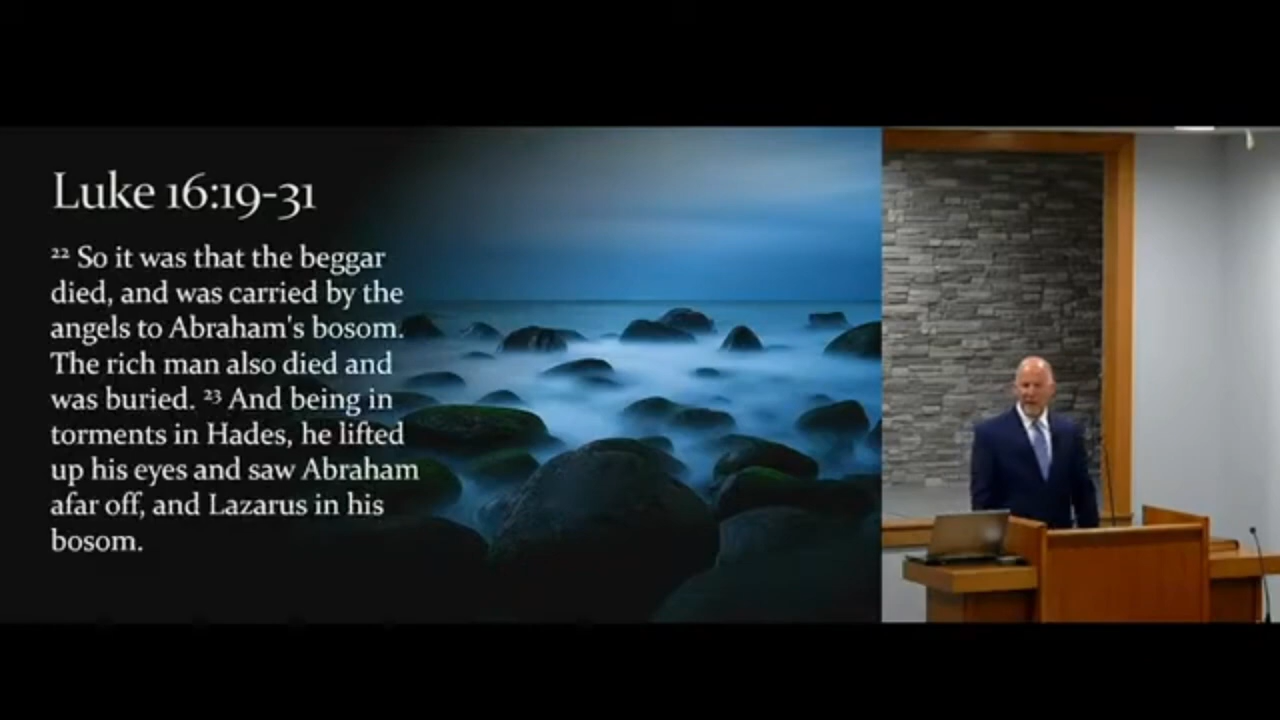 Luke 16:19-31
²² So it was that the beggar
died, and was carried by the
angels to Abraham's bosom.
The rich man also died and
was buried. ²³ And being in
torments in Hades, he lifted
up his eyes and saw Abraham
afar off, and Lazarus in his
bosom.